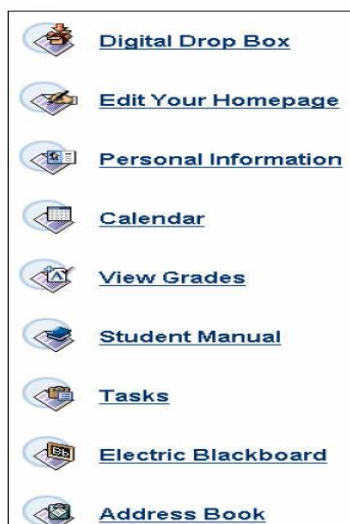 Digital Drop Box
Edit Your Homepage
Personal Information
Calendar
View Grades
Student Manual
Tasks
Electric Blackboard
Address Book